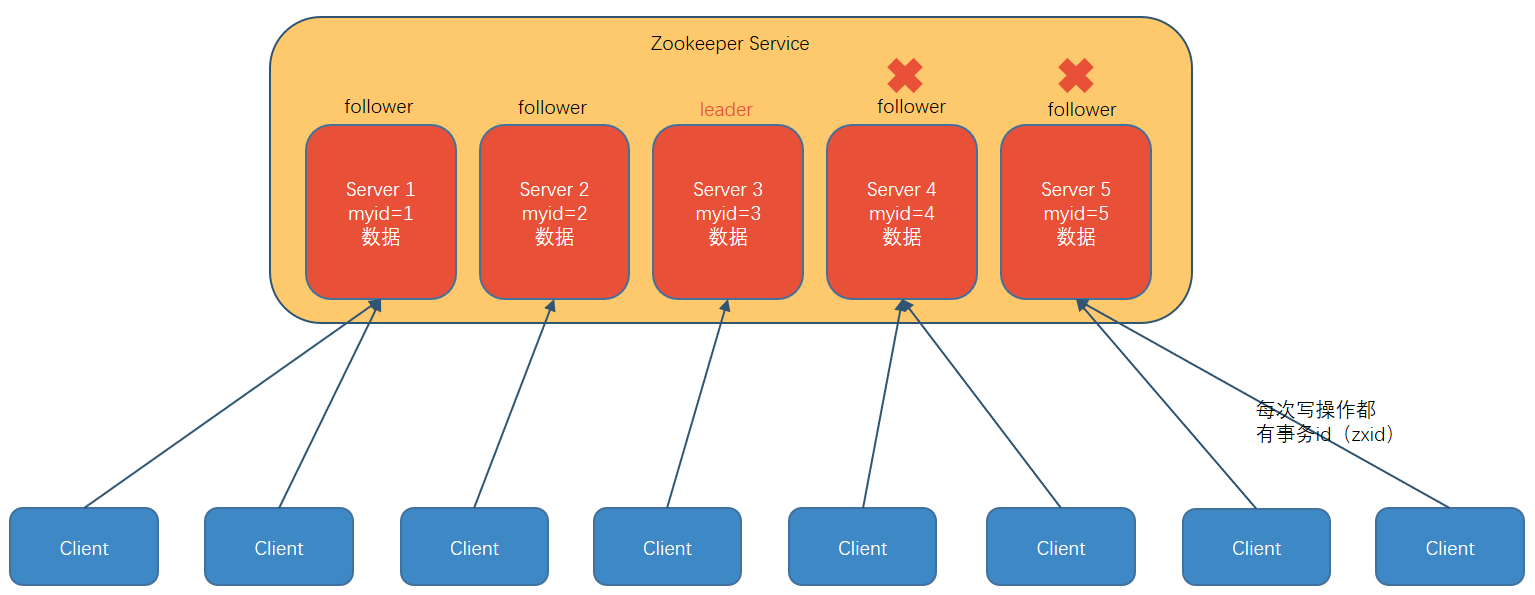 Zookeeper Service
follower
follower
leader
follower
follower
Server 1
myid=1
数据
Server 2
myid=2
数据
Server 3
myid=3
数据
Server 4
myid=4
数据
Server 5
myid=5
数据
每次写操作都
有事务id（zxid）
Client
Client
Client
Client
Client
Client
Client
Client